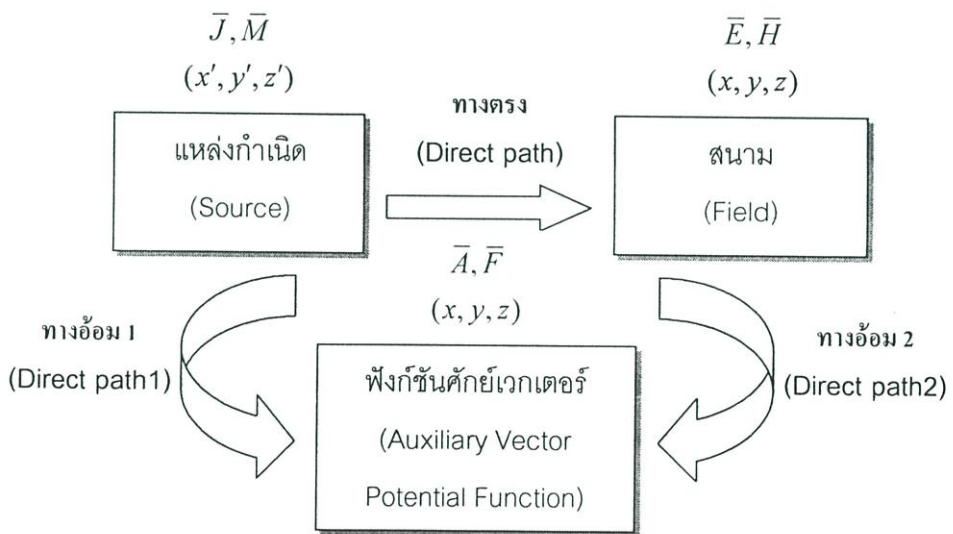 J̅, M̅
(x′, y′, z′)
แหล่งกำเนิด
(Source)
ทางตรง
(Direct path)
E̅, H̅
(x, y, z)
สนาม
(Field)
A̅, F̅
(x, y, z)
ทางอ้อม 1
(Direct path1)
ฟังก์ชันศักย์เวกเตอร์
(Auxiliary Vector
Potential Function)
ทางอ้อม 2
(Direct path2)